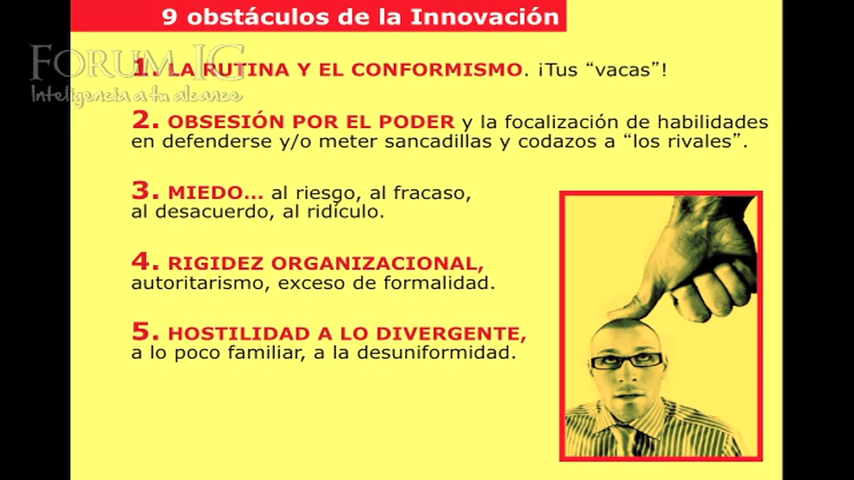 9 obstáculos de la Innovación
FORUM IG
Inteligencia a tu alcance
1. LA RUTINA Y EL CONFORMISMO. ¡Tus “vacas”!
2. OBSESIÓN POR EL PODER y la focalización de habilidades
en defenderse y/o meter sancadillas y codazos a “los rivales”.
3. MIEDO... al riesgo, al fracaso,
al desacuerdo, al ridículo.
4. RIGIDEZ ORGANIZACIONAL,
autoritarismo, exceso de formalidad.
5. HOSTILIDAD A LO DIVERGENTE,
a lo poco familiar, a la desuniformidad.